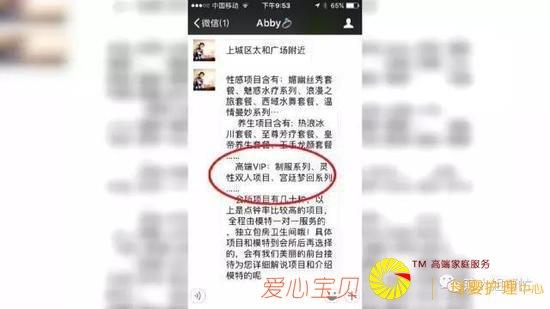 中国移动
下午9:53
65%
微信(1)
Abby
上城区太和广场附近
性感项目含有：媚幽丝秀套
餐、魅惑水疗系列、浪漫之
旅套餐、西域水舞套餐、温
情曼妙系列···
养生项目含有：热浪冰
川套餐、至尊芳疗套餐、皇
帝养生套餐、玉手龙颜套餐
……
高端VIP：制服系列、灵
性双人项目、宫廷梦回系列
……
会所项目有几十种，以
上是点钟率比较高的项目，
全程由模特一对一服务的
，独立包房卫生间哦！具体
项目和模特到会所后再选择
的，会有我们美丽的前台接
待为您详细解说项目和介绍
模特的呢
TM 高端家庭服务
爱心宝贝
母婴护理中心